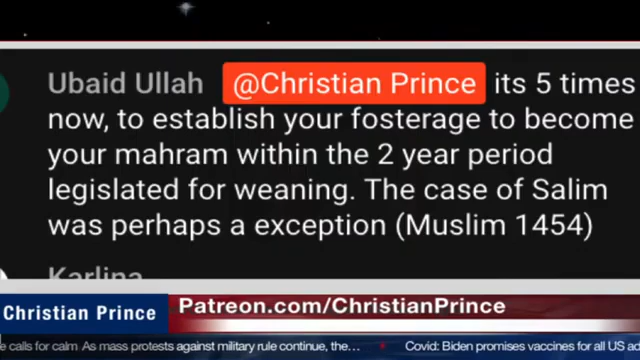 Ubaid Ullah @Christian Prince its 5 times
now, to establish your fosterage to become
your mahram within the 2 year period
legislated for weaning. The case of Salim
was perhaps a exception (Muslim 1454)
Karlina
Christian Prince
Patreon.com/ChristianPrince
calls for calm As mass protests against military rule continue, the... Covid: Biden promises vaccines for all US